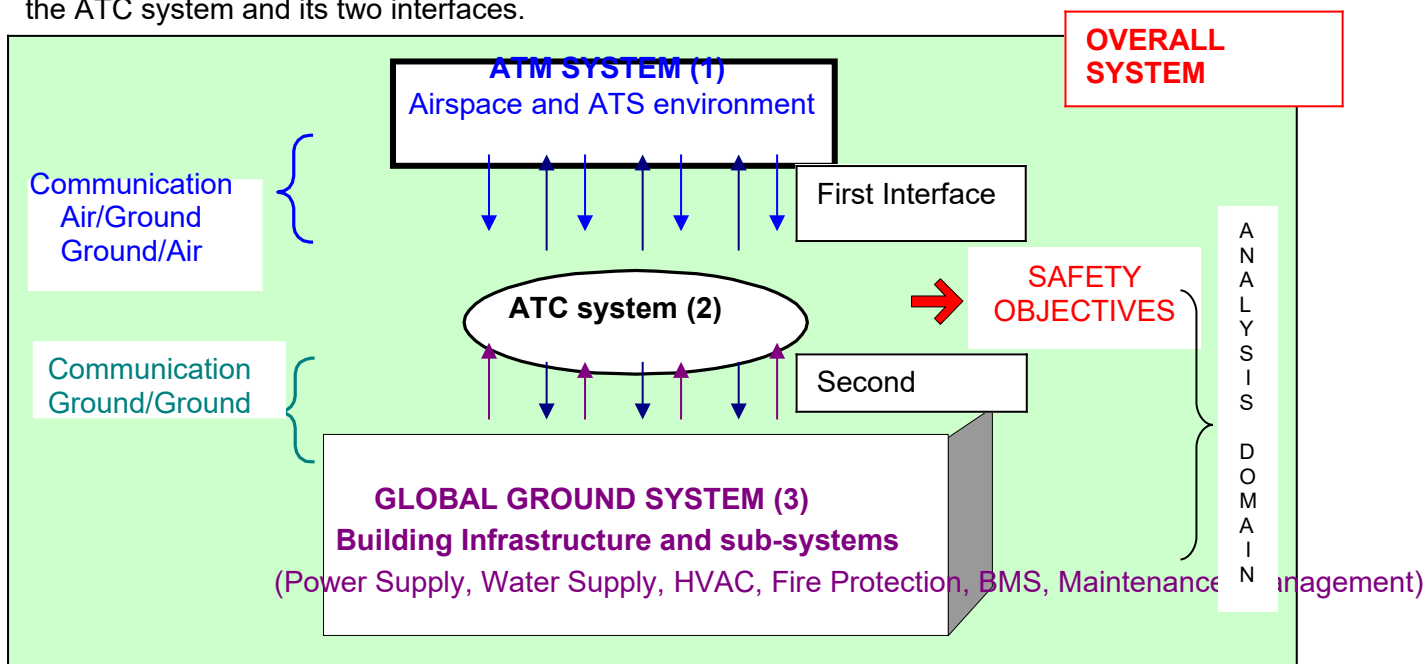 the ATC system and its two interfaces.
OVERALL
SYSTEM
ATM SYSTEM (1)
Airspace and ATS environment
Communication
Air/Ground
Ground/Air
First Interface
ATC system (2)
SAFETY
OBJECTIVES
Communication
Ground/Ground
Second
GLOBAL GROUND SYSTEM (3)
Building Infrastructure and sub-systems
(Power Supply, Water Supply, HVAC, Fire Protection, BMS, Maintenance anagement)
A
N
A
L
Y
S
I
S
D
O
M
A
I
N